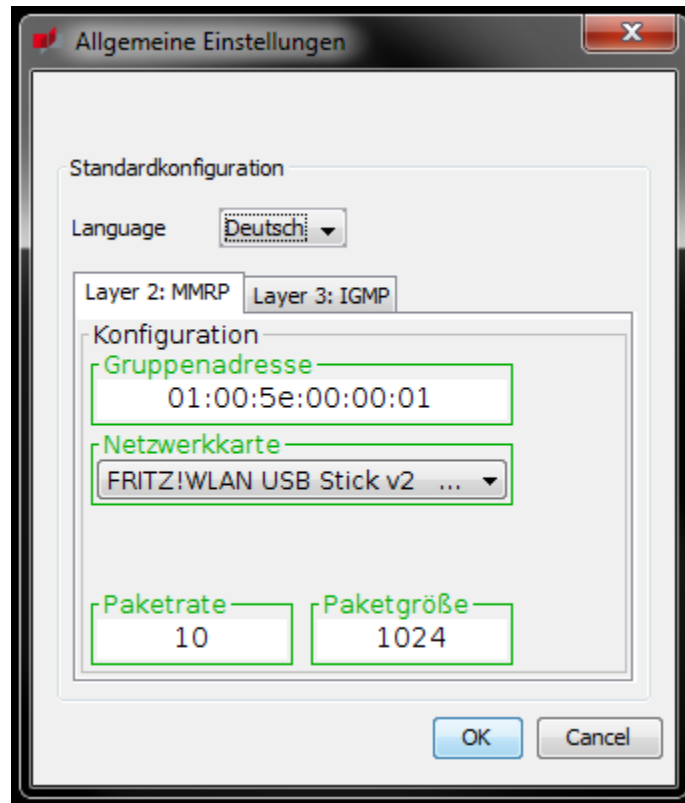 Allgemeine Einstellungen
Standardkonfiguration
Language Deutsch
Layer 2: MMRP Layer 3: IGMP
Konfiguration
Gruppenadresse
01:00:5e:00:00:01
Netzwerkkarte
FRITZ!WLAN USB Stick v2 ...
Paketrate Paketgröße
10 1024
OK Cancel